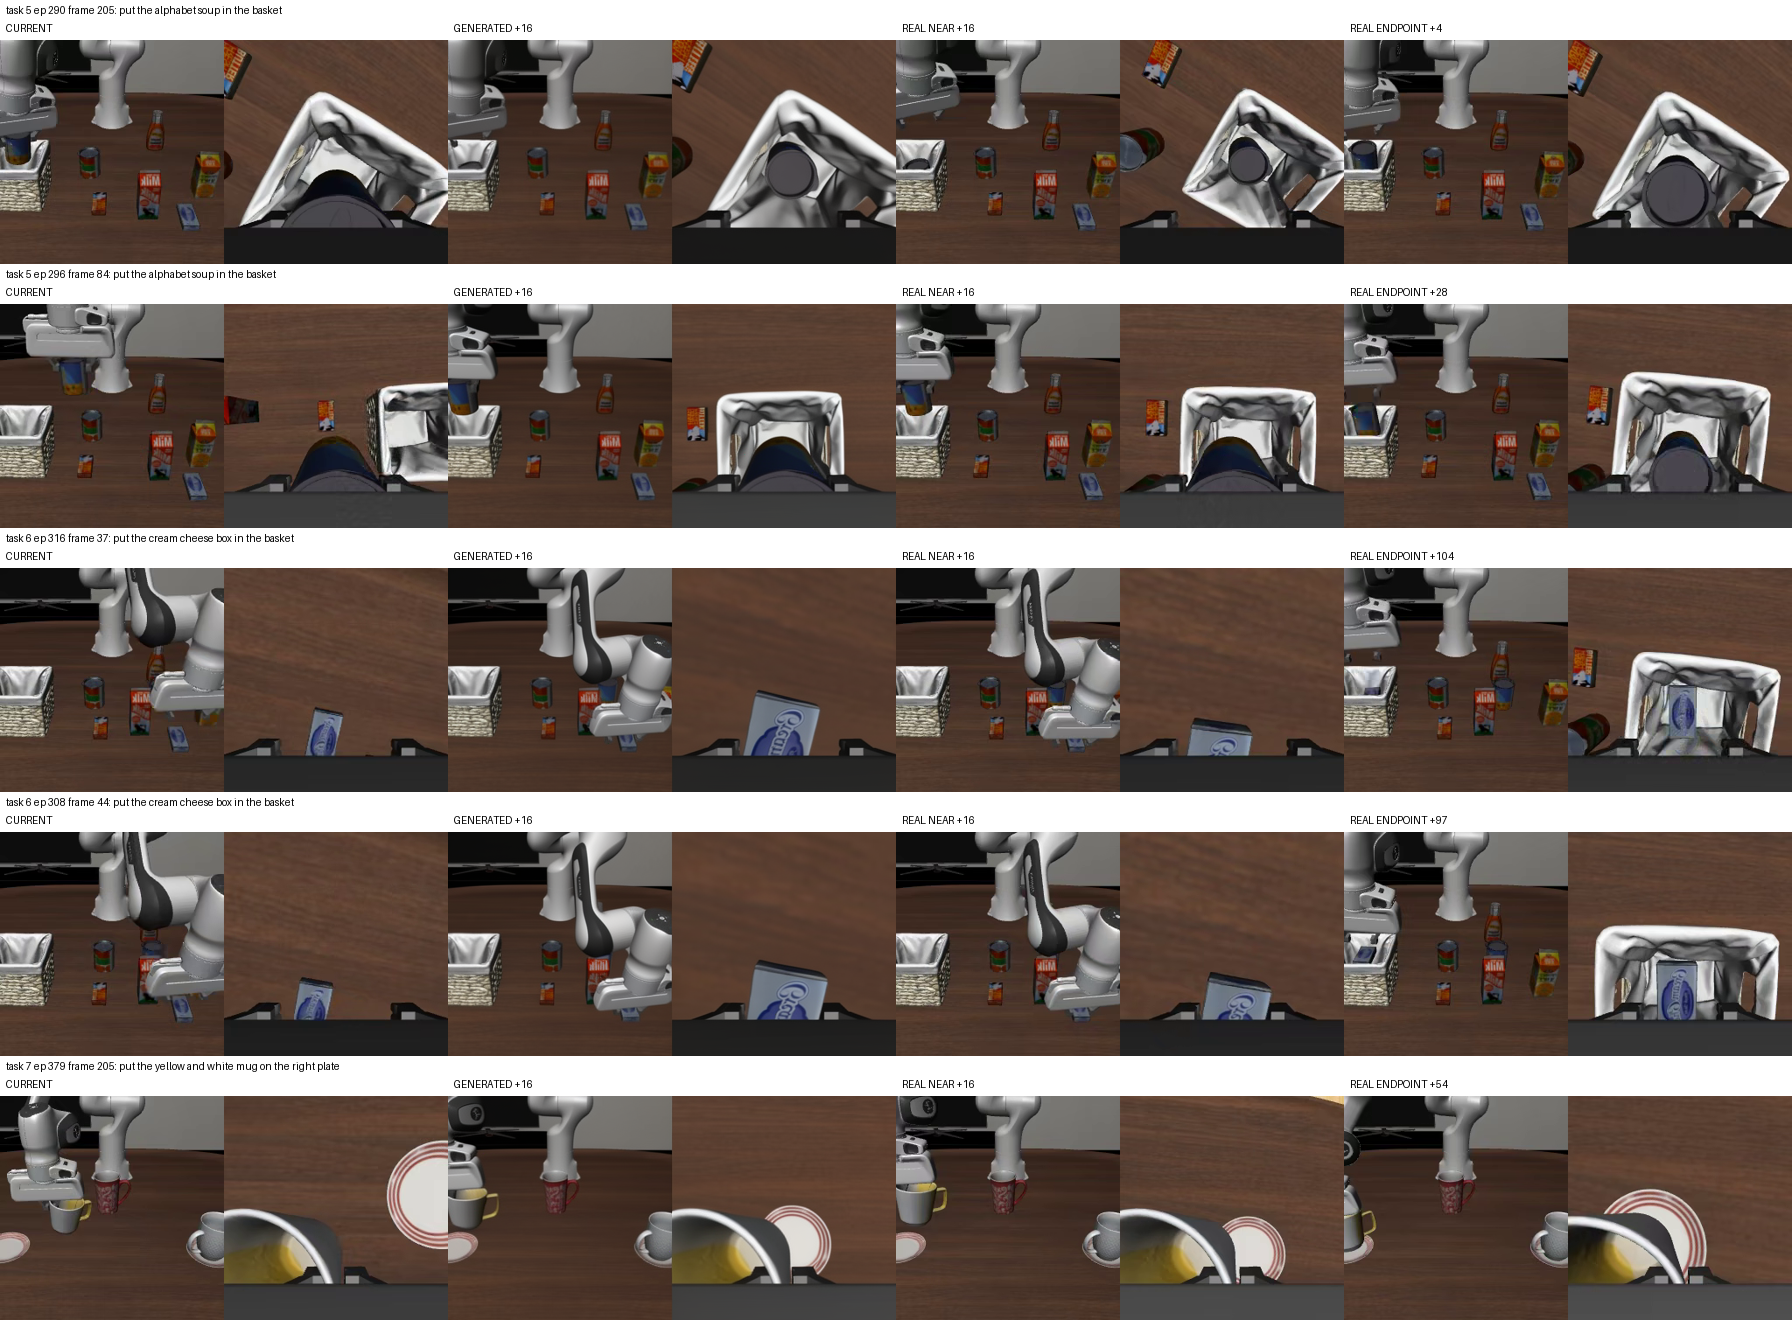 task 5 ep 290 frame 205: put the alphabet soup in the basket
CURRENT GENERATED +16 REAL NEAR +16 REAL ENDPOINT +4
task 5 ep 296 frame 84: put the alphabet soup in the basket
CURRENT GENERATED +16 REAL NEAR +16 REAL ENDPOINT +28
task 6 ep 316 frame 37: put the cream cheese box in the basket
CURRENT GENERATED +16 REAL NEAR +16 REAL ENDPOINT +104
task 6 ep 308 frame 44: put the cream cheese box in the basket
CURRENT GENERATED +16 REAL NEAR +16 REAL ENDPOINT +97
task 7 ep 379 frame 205: put the yellow and white mug on the right plate
CURRENT GENERATED +16 REAL NEAR +16 REAL ENDPOINT +54